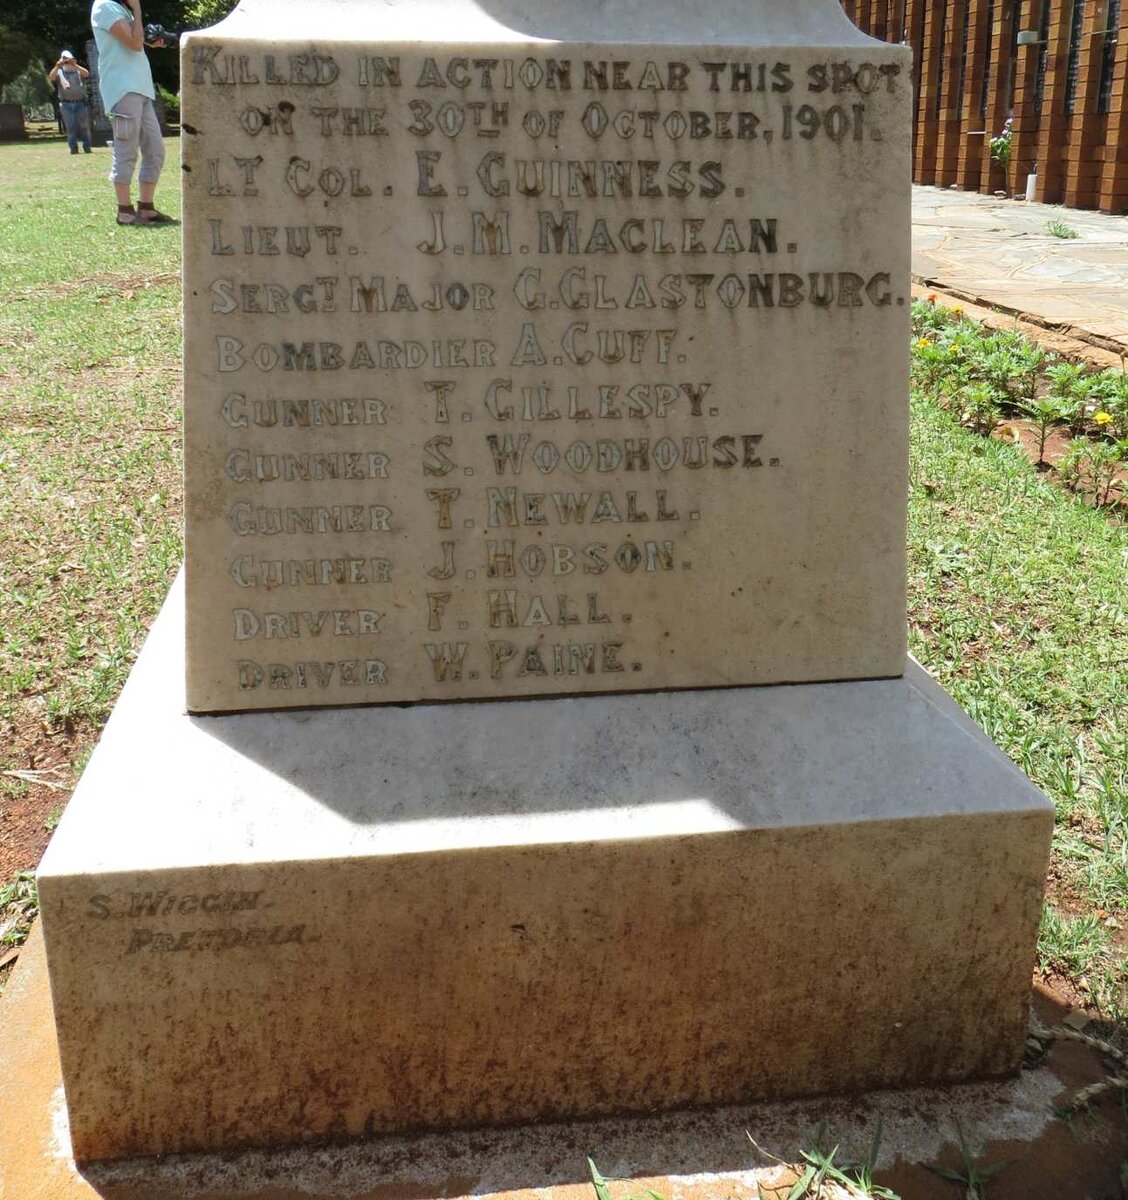 KILLED IN ACTION NEAR THIS SPOT
ON THE 30TH OF OCTOBER, 1901.
LT COL. E. GUINNESS.
LIEUT. J. M. MACLEAN.
SERGT MAJOR G. GLASTONBURG.
BOMBARDIER A. CUFF.
GUNNER T. GILLESPY.
GUNNER S. WOODHOUSE.
GUNNER T. NEWALL.
GUNNER J. HOBSON.
DRIVER F. HALL.
DRIVER W. PAINE.
S. WIGGIN.
PRETORIA.